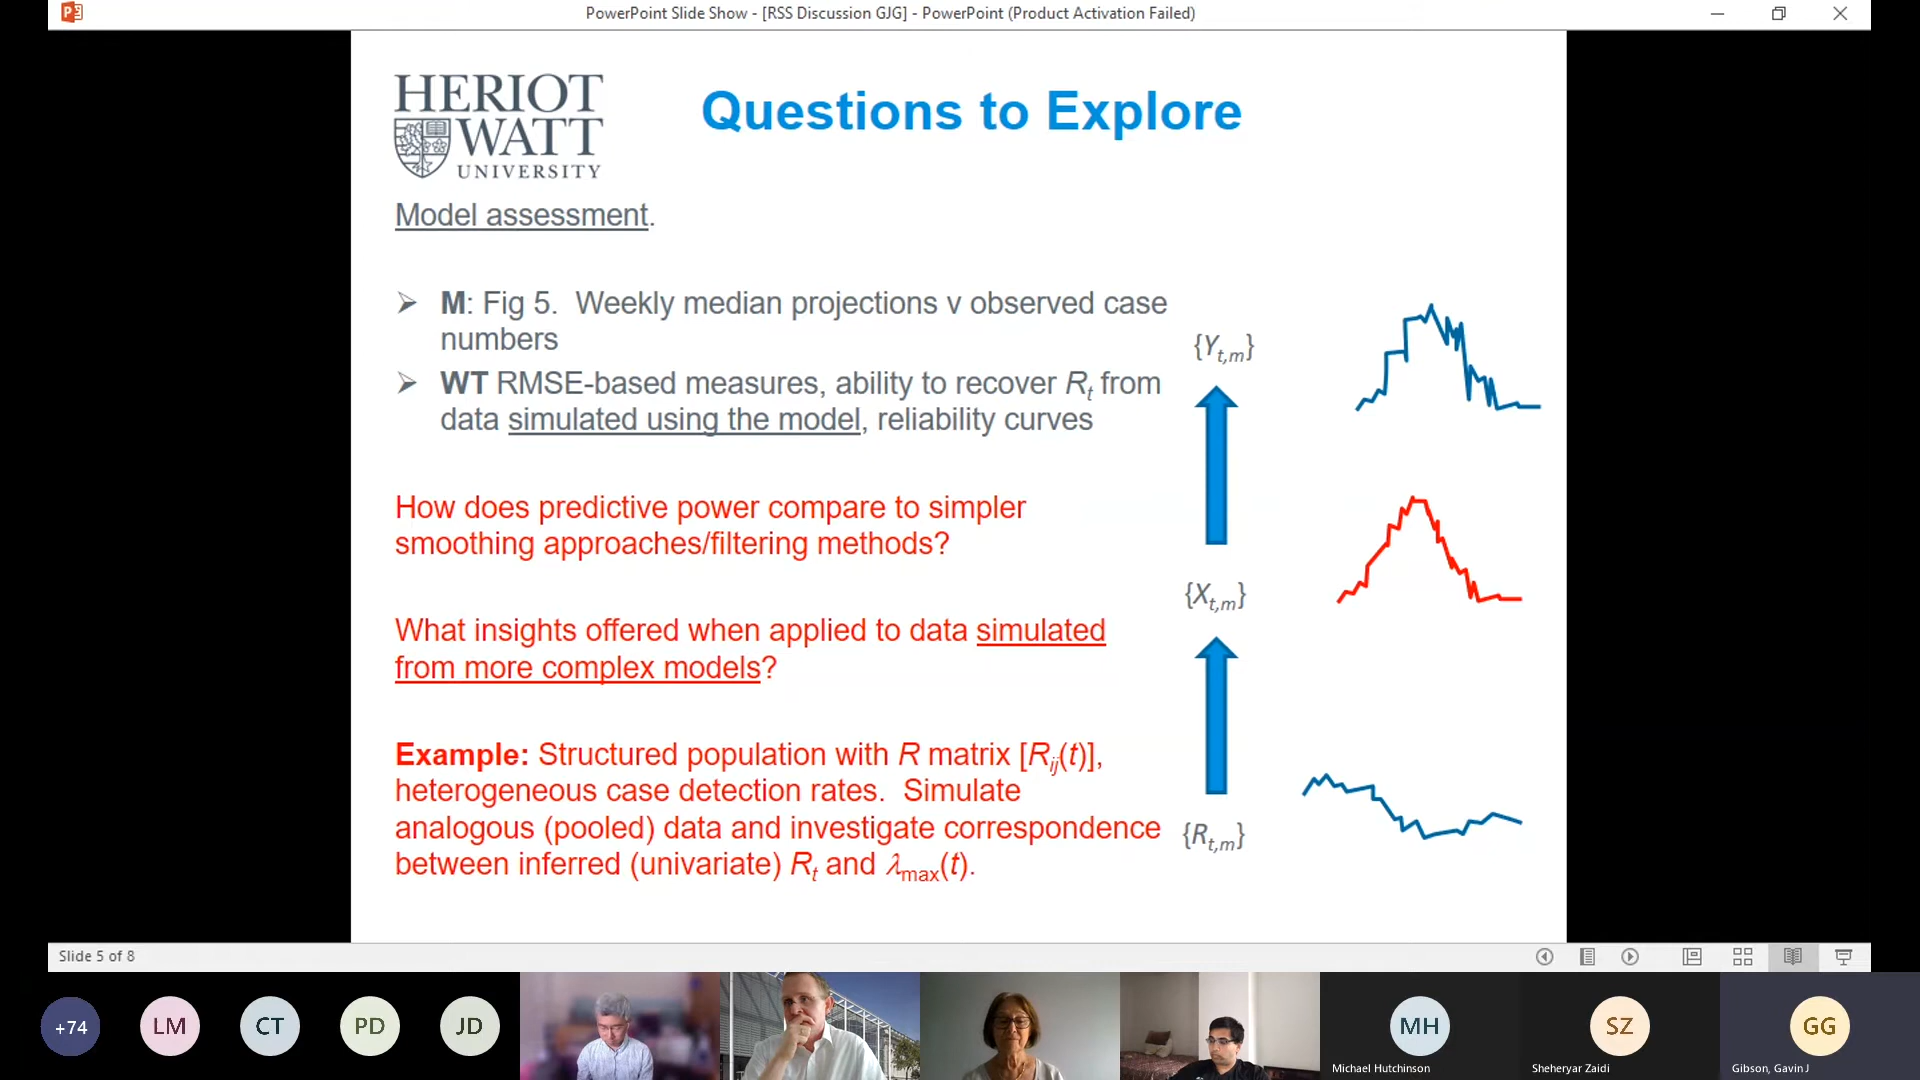 PowerPoint Slide Show - [RSS Discussion GJG] - PowerPoint (Product Activation Failed)
HERIOT
WATT
UNIVERSITY
Questions to Explore
Model assessment.
➢ M: Fig 5. Weekly median projections v observed case
numbers
➢ WT RMSE-based measures, ability to recover Rt from
data simulated using the model, reliability curves
How does predictive power compare to simpler
smoothing approaches/filtering methods?
What insights offered when applied to data simulated
from more complex models?
Example: Structured population with R matrix [Rij(t)],
heterogeneous case detection rates. Simulate
analogous (pooled) data and investigate correspondence
between inferred (univariate) Rt and λmax(t).
{Yt,m}
{Xt,m}
{Rt,m}
Slide 5 of 8
+74
LM
CT
PD
JD
MH
Michael Hutchinson
SZ
Sheheryar Zaidi
GG
Gibson, Gavin J